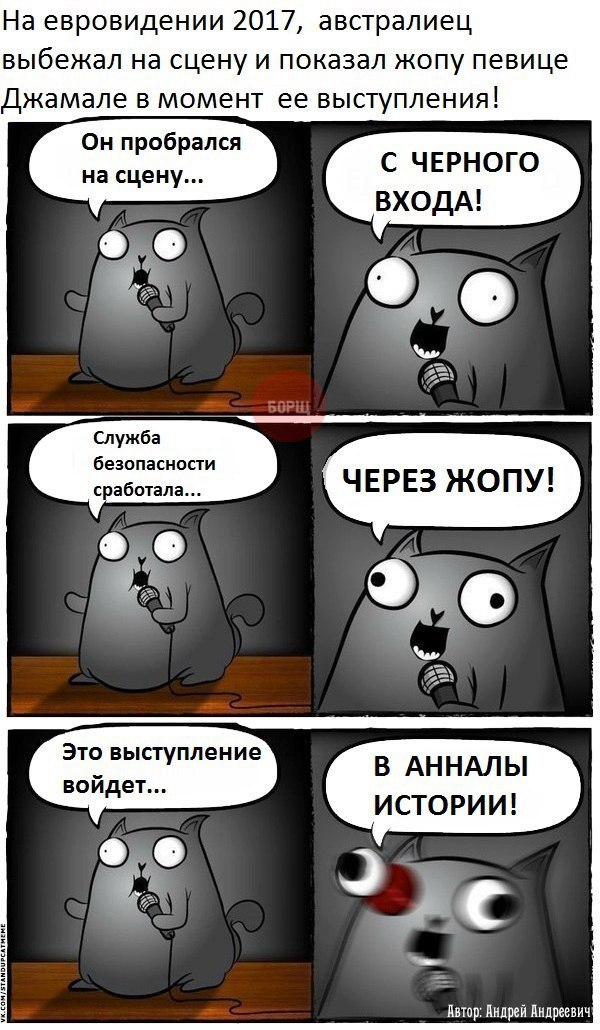 На евровидении 2017, австралиец
выбежал на сцену и показал жопу певице
Джамале в момент ее выступления!
Он пробрался
на сцену...
С ЧЕРНОГО
ВХОДА!
БОРЩ
Служба
безопасности
сработала...
ЧЕРЕЗ ЖОПУ!
Это выступление
войдет...
В АННАЛЫ
ИСТОРИИ!
VK.COM/STANDUPCATMEME
Автор: Андрей Андреевич